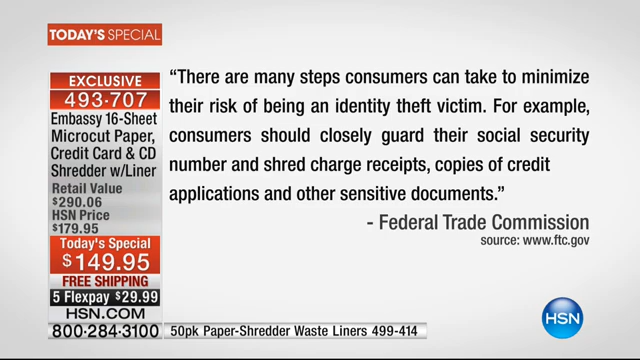 TODAY'S SPECIAL
EXCLUSIVE
493-707
Embassy 16-Sheet
Microcut Paper,
Credit Card & CD
Shredder w/Liner
Retail Value
$290.06
HSN Price
$179.95
Today's Special
$149.95
FREE SHIPPING
5 Flexpay $29.99
HSN.COM
800-284-3100
“There are many steps consumers can take to minimize
their risk of being an identity theft victim. For example,
consumers should closely guard their social security
number and shred charge receipts, copies of credit
applications and other sensitive documents.”
- Federal Trade Commission
source: www.ftc.gov
50pk Paper-Shredder Waste Liners 499-414
HSN